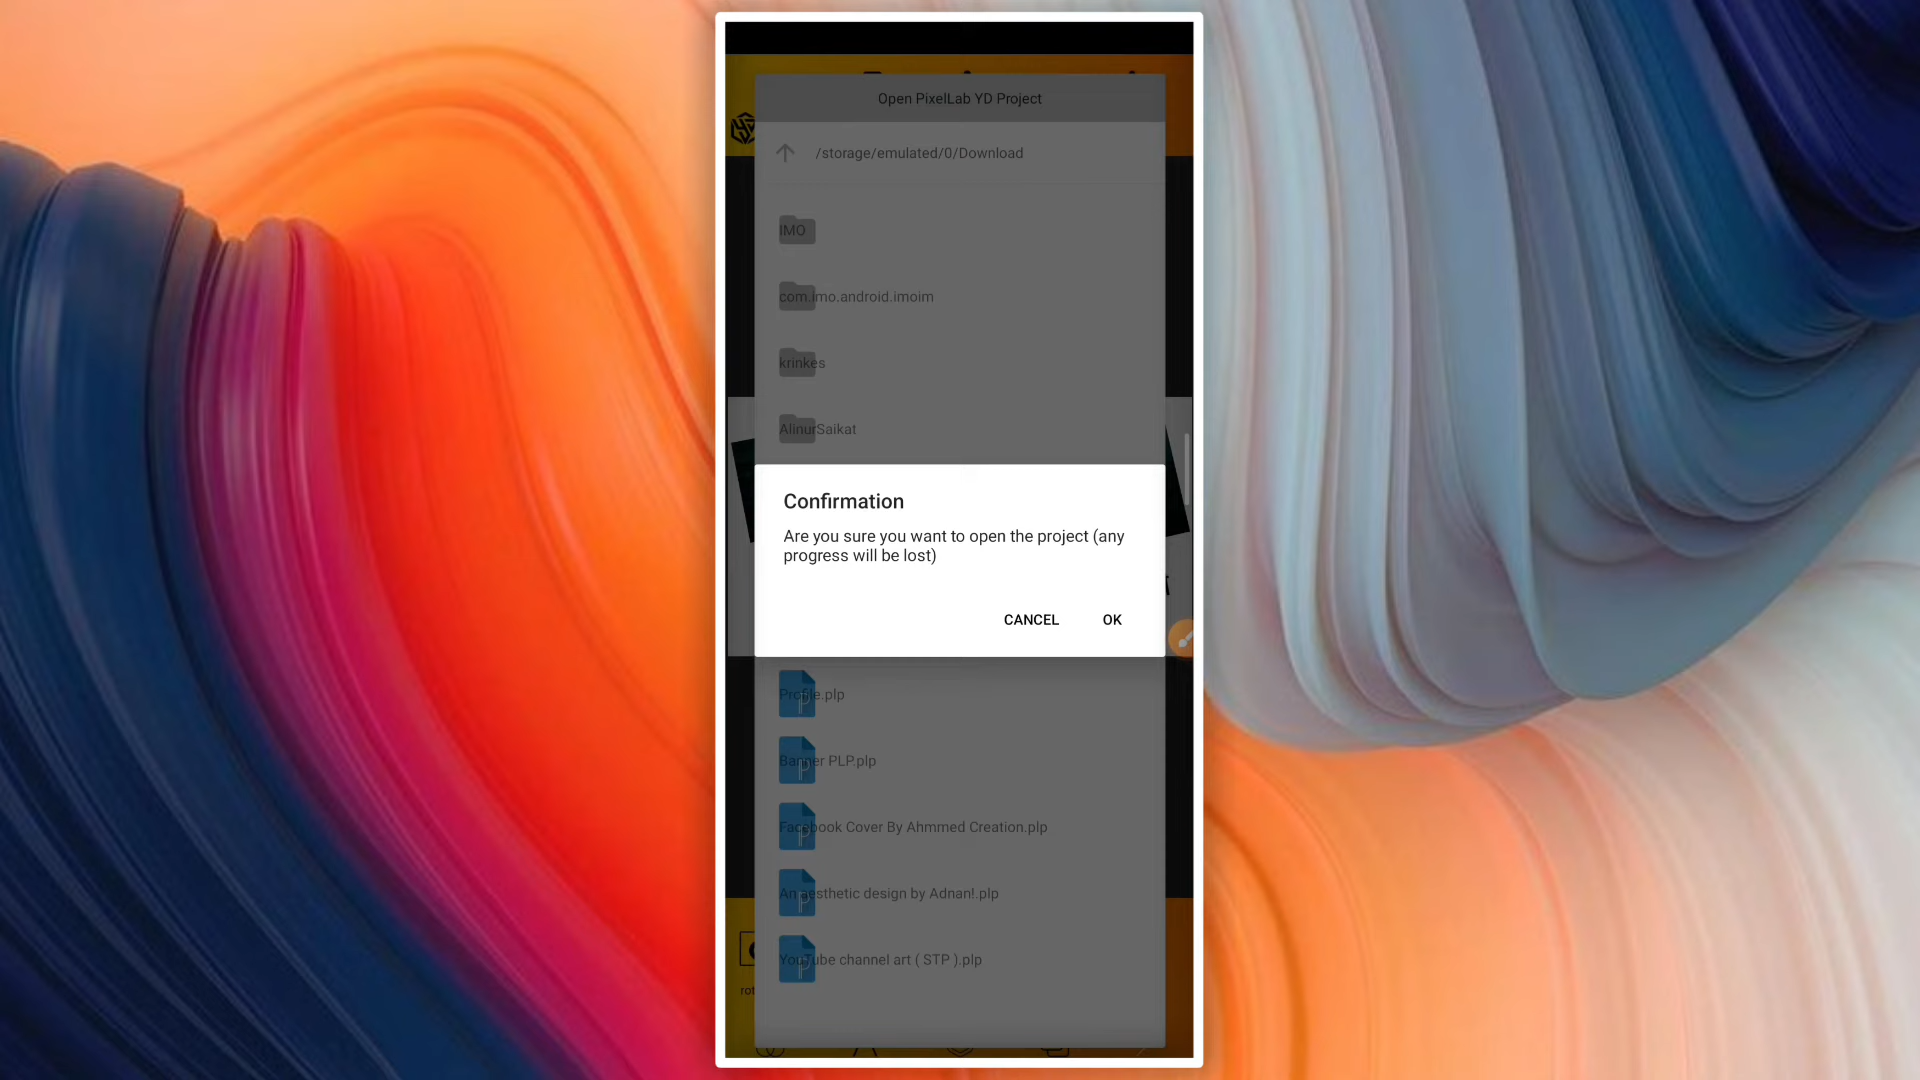 Open PixelLab YD Project
/storage/emulated/0/Download
IMO
com.imo.android.imoim
krinkes
AlinurSaikat
Confirmation
Are you sure you want to open the project (any
progress will be lost)
CANCEL OK
Profile.plp
Banner PLP.plp
Facebook Cover By Ahmmed Creation.plp
An aesthetic design by Adnan!.plp
YouTube channel art ( STP ).plp